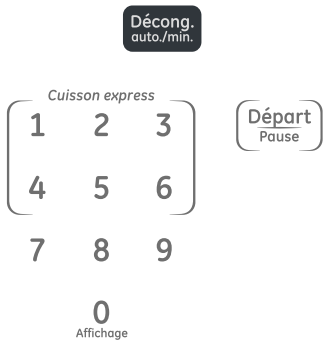 Décong.
auto./min.
Cuisson express
1 2 3
Départ
Pause
4 5 6
7 8 9
0
Affichage